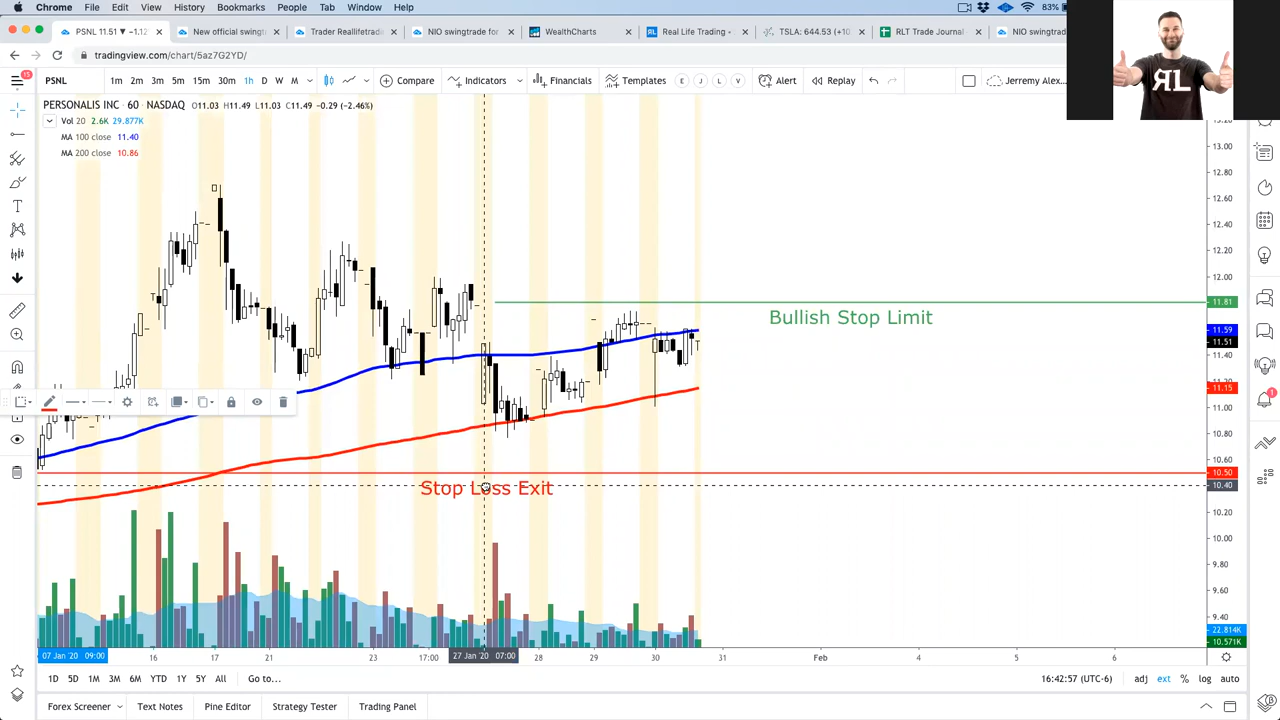 Chrome File Edit View History Bookmarks People Tab Window Help 83%
PSNL 11.51 ▼ −1.12 New official swingt Trader Reallifetradi NIO swingtrado for WealthCharts Real Life Trading TSLA: 644.53 (+10 RLT Trade Journal NIO swingtrad
tradingview.com/chart/5az7G2YD/
15 PSNL 1m 2m 3m 5m 15m 30m 1h D W M Compare Indicators Financials Templates E J A V Alert Replay Jerremy Alex...
ЯL
PERSONALIS INC · 60 · NASDAQ O11.03 H11.49 L11.03 C11.49 −0.29 (−2.46%)
Vol 20 2.6K 29.877K
MA 100 close 11.40
MA 200 close 10.86
13.20
13.00
12.80
12.60
12.40
12.20
12.00
11.81
Bullish Stop Limit
11.59
11.51
11.40
11.20
11.15
11.00
10.80
10.60
10.50
Stop Loss Exit 10.40
10.20
10.00
9.80
9.60
9.40
22.814K
10.571K
07 Jan '20 09:00 16 17 21 23 17:00 27 Jan '20 07:00 28 29 30 31 Feb 4 5 6
1D 5D 1M 3M 6M YTD 1Y 5Y All Go to... 16:42:57 (UTC-6) adj ext % log auto
Forex Screener Text Notes Pine Editor Strategy Tester Trading Panel